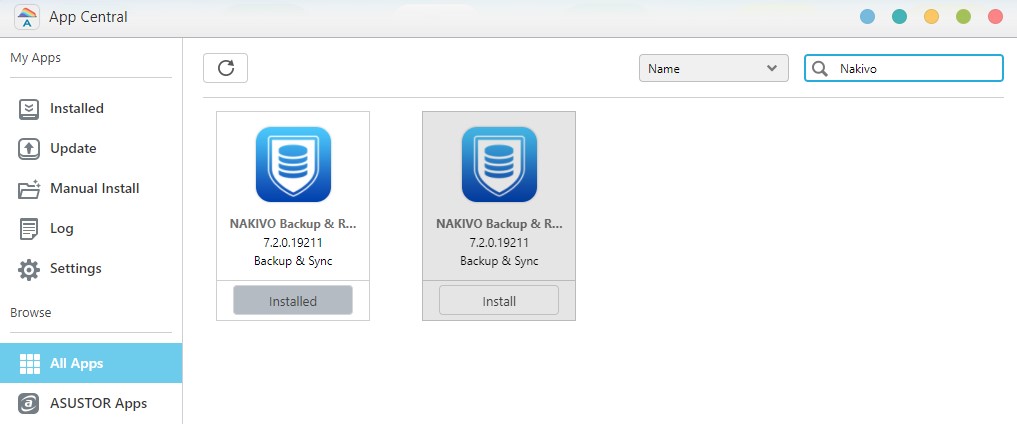 App Central
My Apps
Installed
Update
Manual Install
Log
Settings
Browse
All Apps
ASUSTOR Apps
Name
Nakivo
NAKIVO Backup & R...
7.2.0.19211
Backup & Sync
Installed
NAKIVO Backup & R...
7.2.0.19211
Backup & Sync
Install